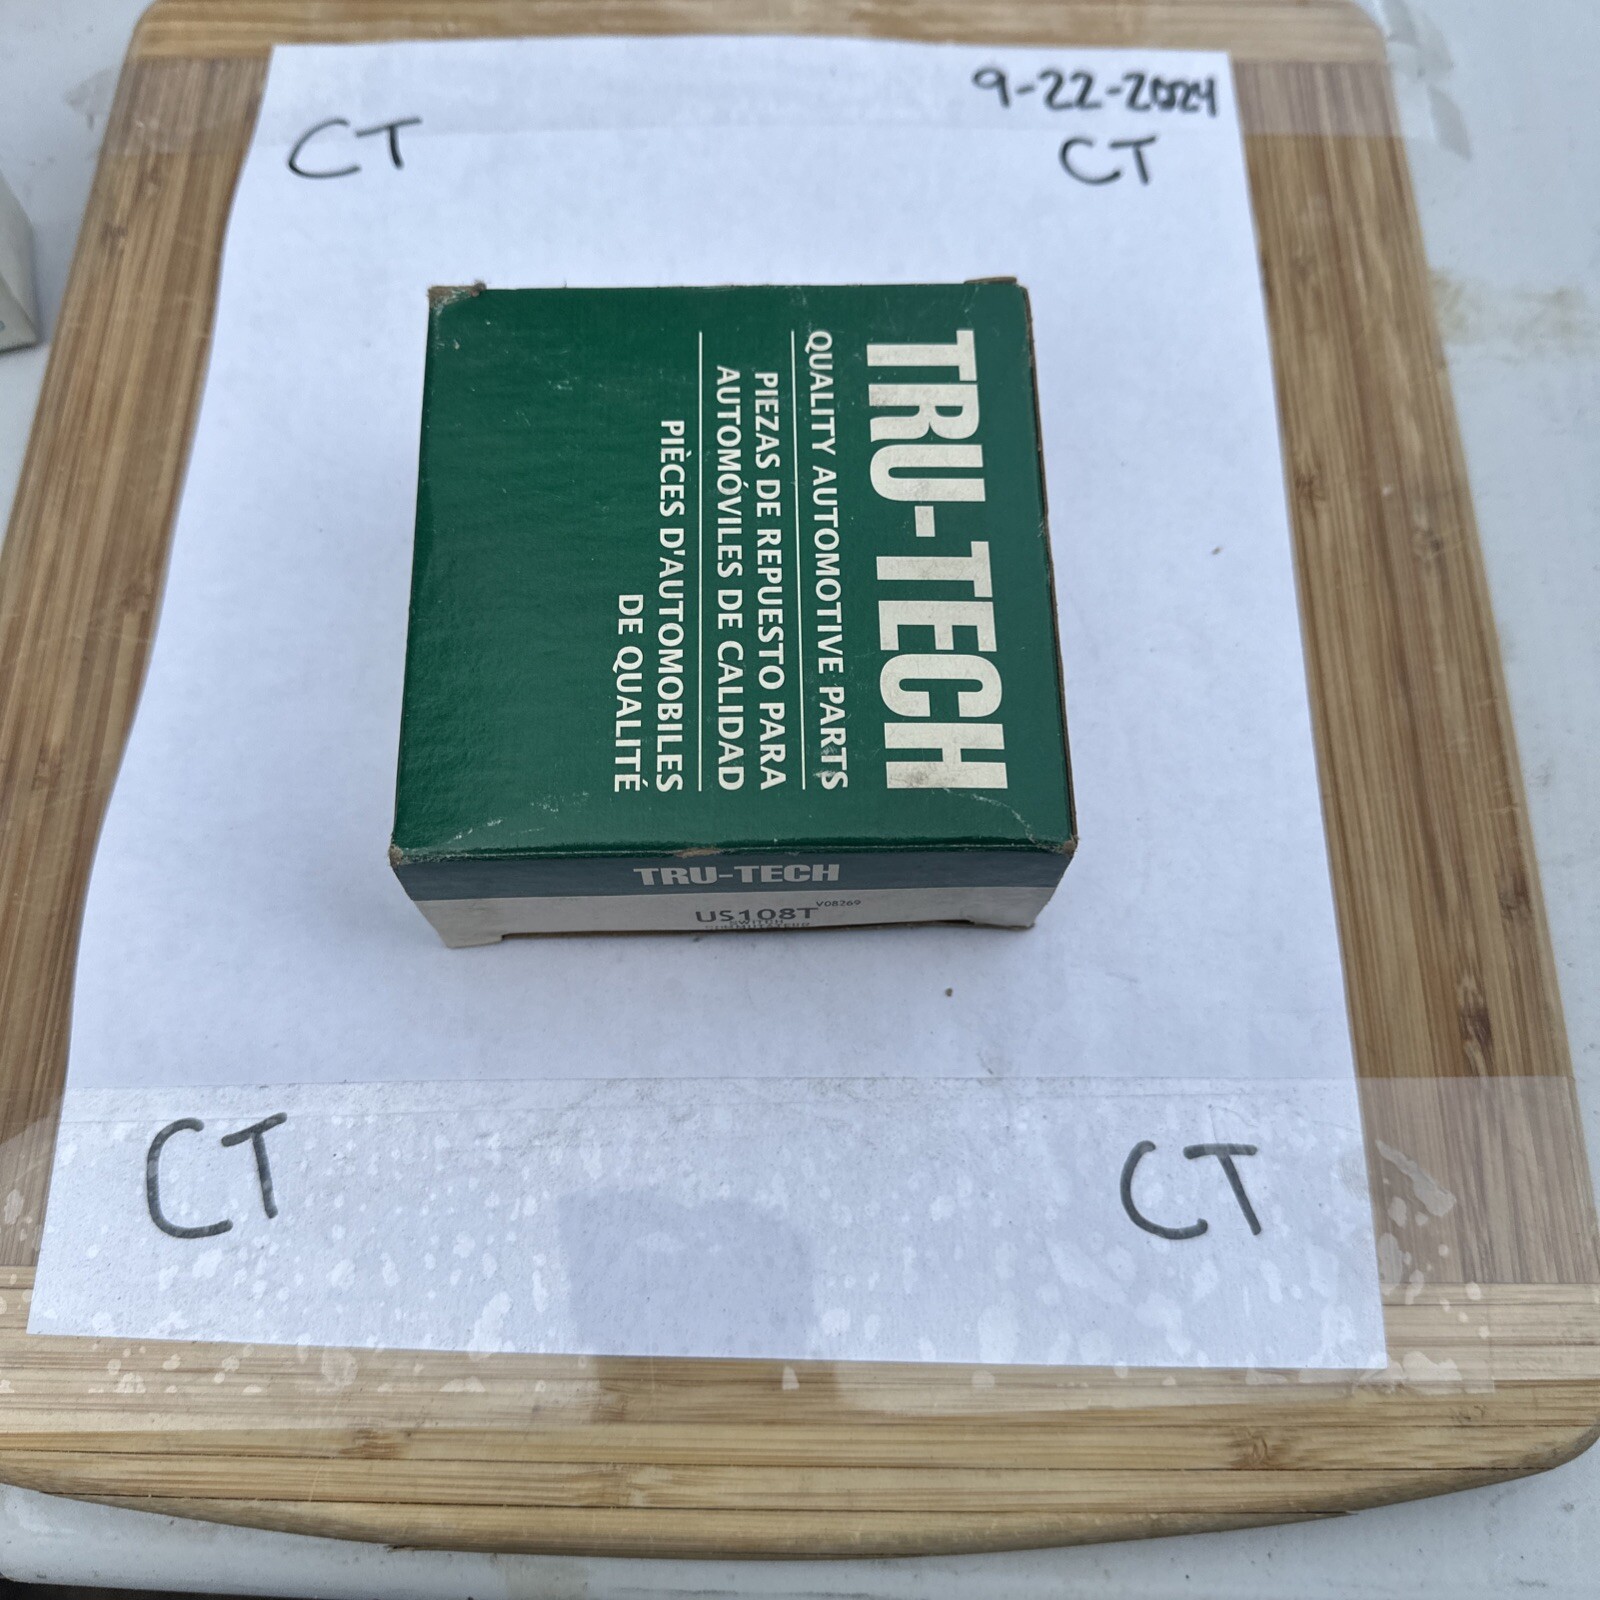 9-22-2024
CT
CT
TRU-TECH
QUALITY AUTOMOTIVE PARTS
PIEZAS DE REPUESTO PARA
AUTOMÓVILES DE CALIDAD
PIÈCES D'AUTOMOBILES
DE QUALITÉ
TRU-TECH
US108T
V08269
SWITCH
CT
CT